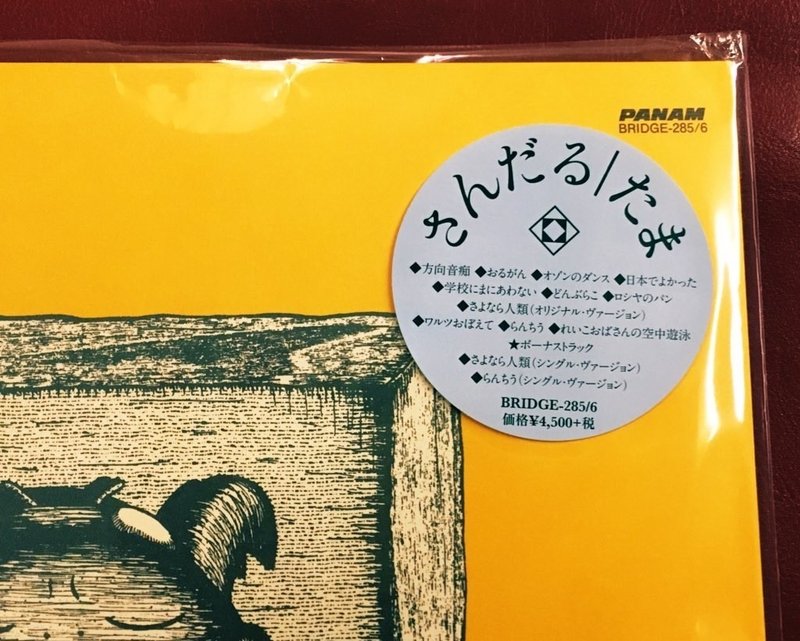 PANAM
BRIDGE-285/6
さんだる/たま
◆方向音痴 ◆おるがん ◆オゾンのダンス ◆日本でよかった
◆学校にまにあわない ◆どんぶらこ ◆ロシヤのパン
◆さよなら人類(オリジナル・ヴァージョン)
◆ワルツおぼえて ◆らんちう ◆れいこおばさんの空中遊泳
★ボーナストラック
◆さよなら人類(シングル・ヴァージョン)
◆らんちう(シングル・ヴァージョン)
BRIDGE-285/6
価格¥4,500+税